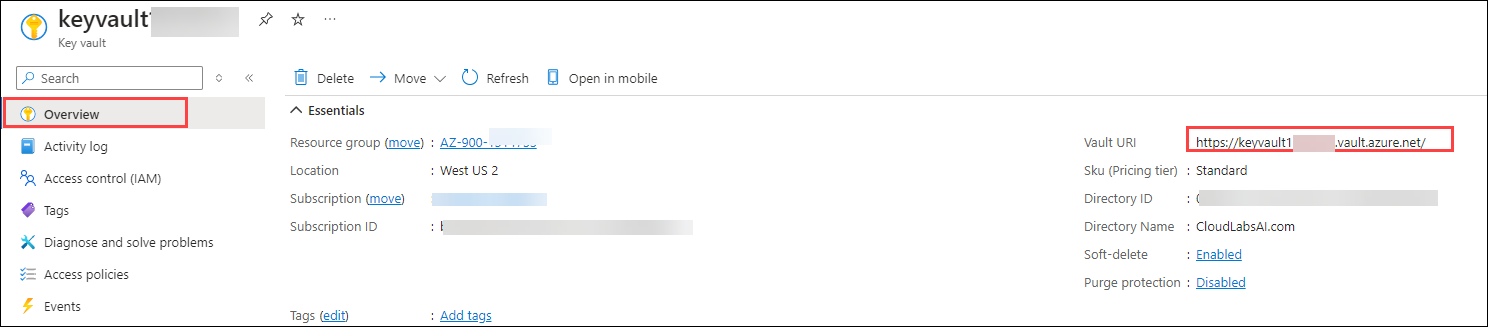 keyvault1
Key vault
Search
Delete Move Refresh Open in mobile
Overview
Activity log
Access control (IAM)
Tags
Diagnose and solve problems
Access policies
Events
Essentials
Resource group (move) : AZ-900-
Location : West US 2
Subscription (move) :
Subscription ID :
Vault URI : https://keyvault1 .vault.azure.net/
Sku (Pricing tier) : Standard
Directory ID :
Directory Name : CloudLabsAI.com
Soft-delete : Enabled
Purge protection : Disabled
Tags (edit) : Add tags